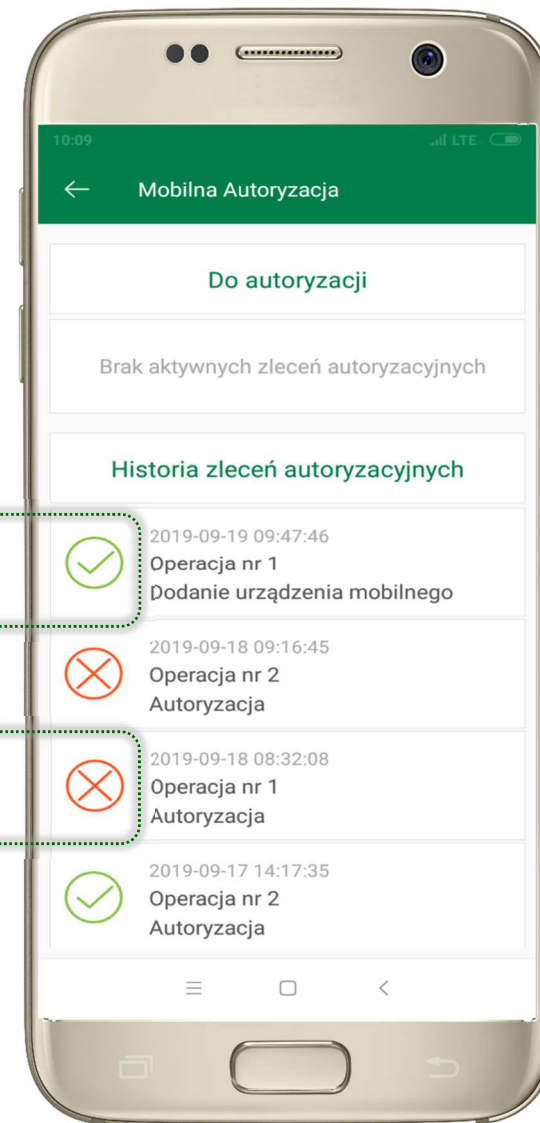 10:09 LTE
Mobilna Autoryzacja
Do autoryzacji
Brak aktywnych zleceń autoryzacyjnych
Historia zleceń autoryzacyjnych
2019-09-19 09:47:46
Operacja nr 1
Dodanie urządzenia mobilnego
2019-09-18 09:16:45
Operacja nr 2
Autoryzacja
2019-09-18 08:32:08
Operacja nr 1
Autoryzacja
2019-09-17 14:17:35
Operacja nr 2
Autoryzacja